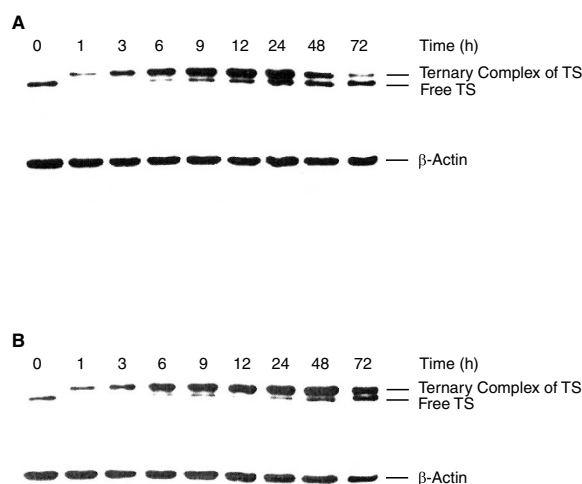 A
0 1 3 6 9 12 24 48 72 Time (h)
Ternary Complex of TS
Free TS
β-Actin
B
0 1 3 6 9 12 24 48 72 Time (h)
Ternary Complex of TS
Free TS
β-Actin